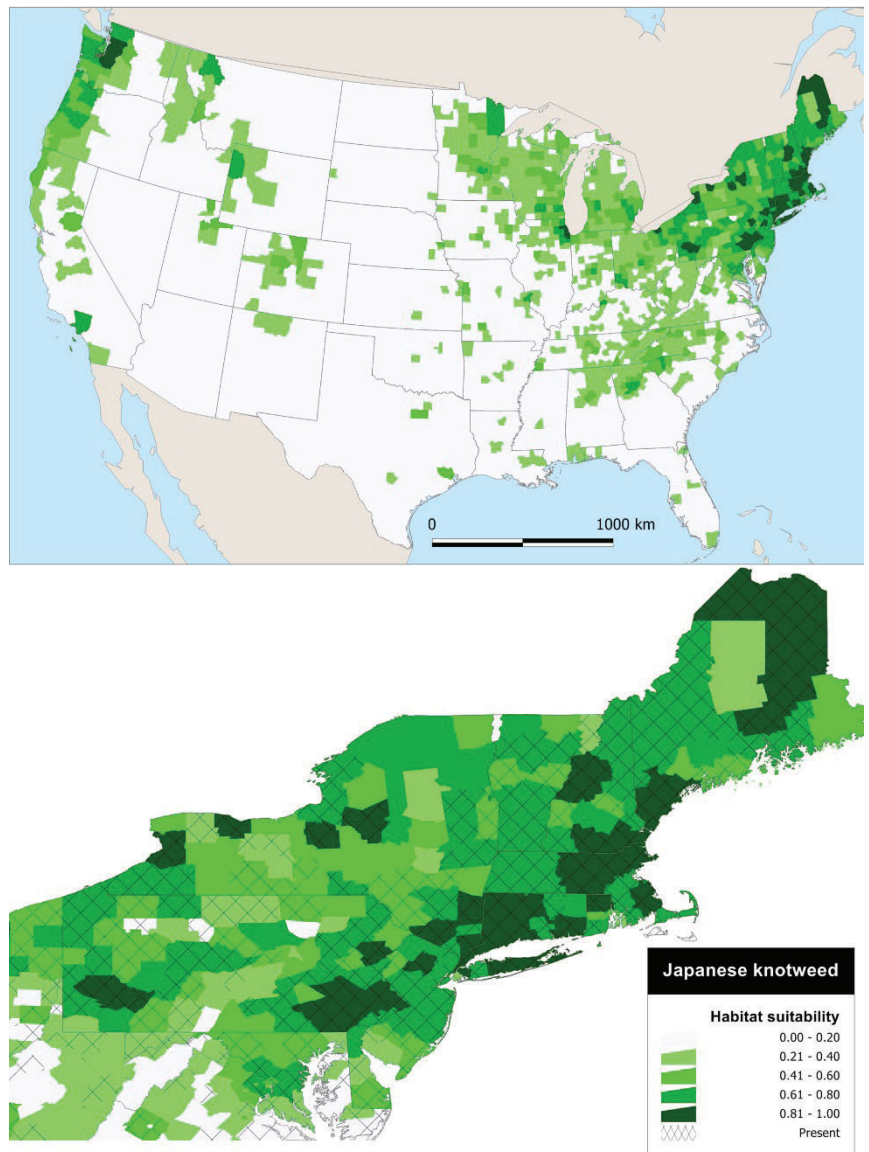 0
1000 km
Japanese knotweed
Habitat suitability
0.00 - 0.20
0.21 - 0.40
0.41 - 0.60
0.61 - 0.80
0.81 - 1.00
Present